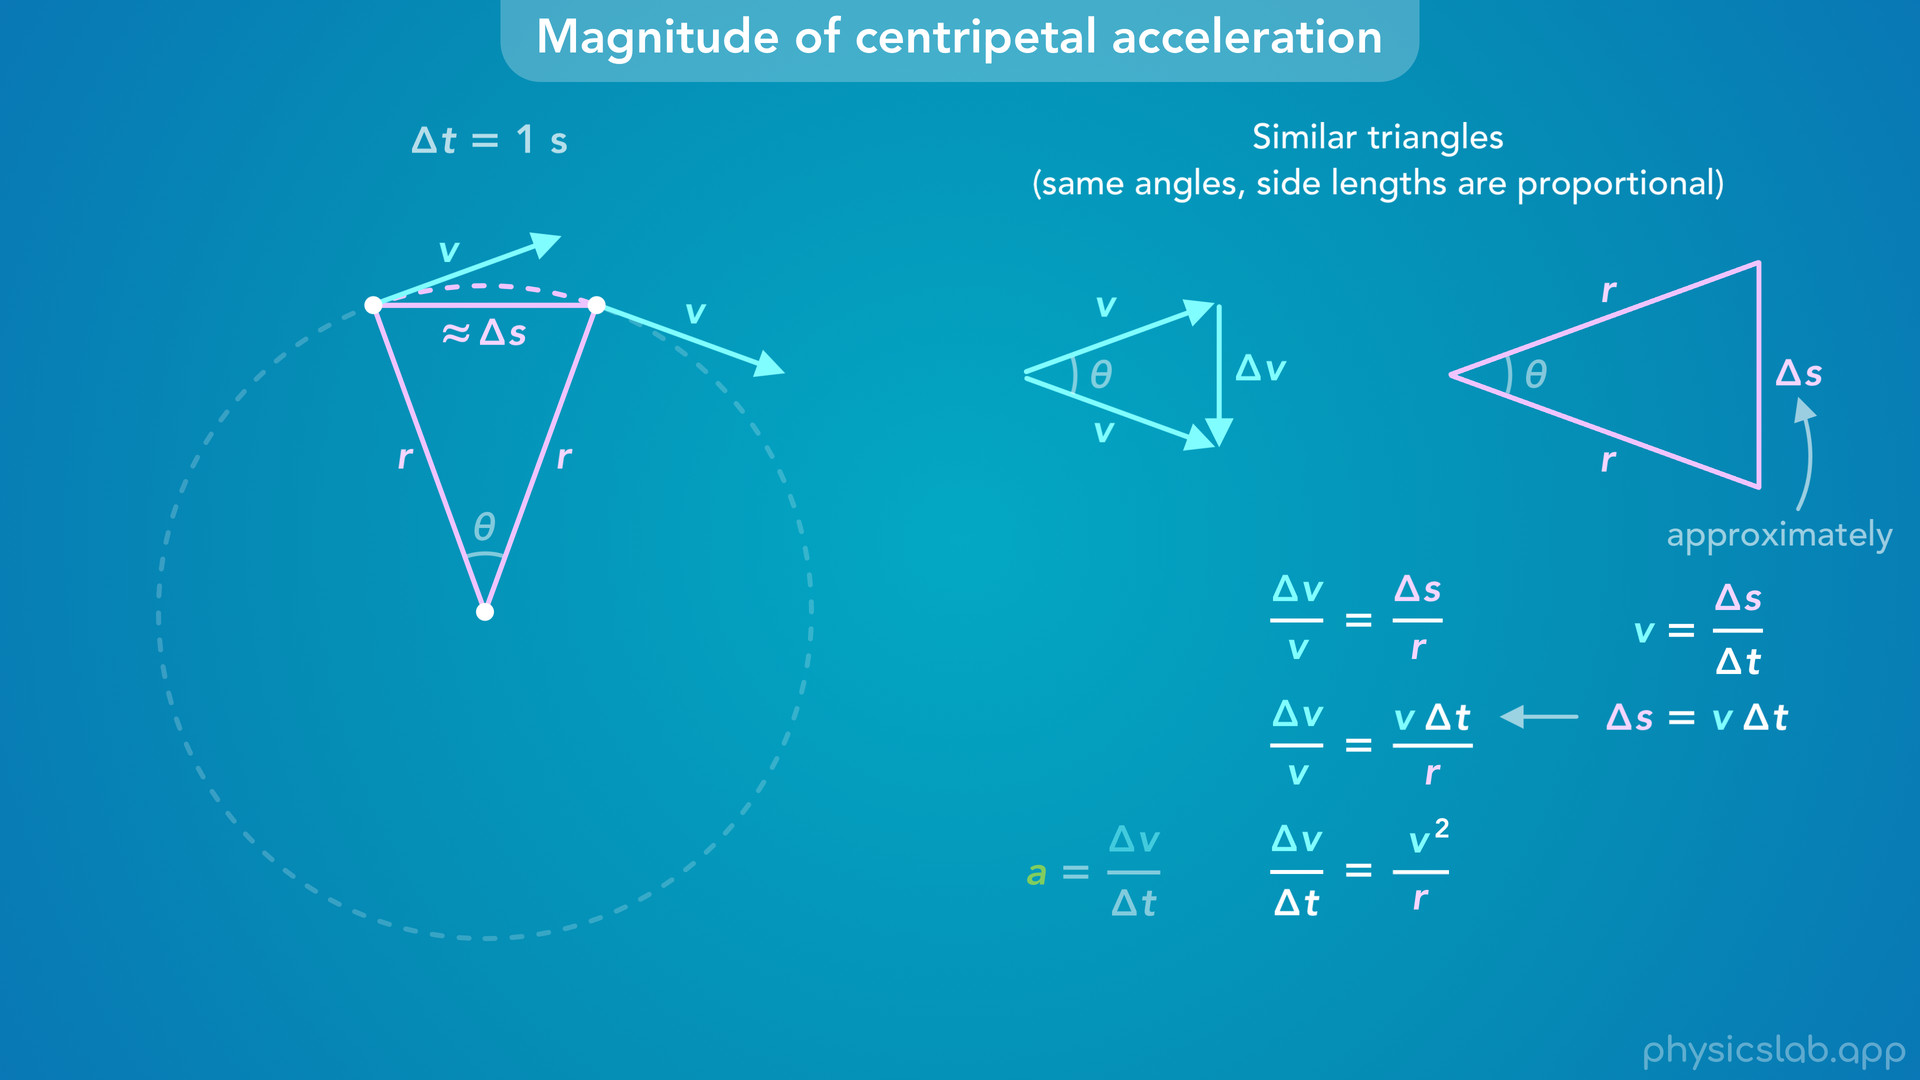 Magnitude of centripetal acceleration
Δt = 1 s
Similar triangles
(same angles, side lengths are proportional)
v
v
≈ Δs
r
r
θ
v
θ
Δv
v
r
θ
Δs
r
approximately
Δv/v = Δs/r
v = Δs/Δt
Δv/v = v Δt/r
Δs = v Δt
a = Δv/Δt
Δv/Δt = v²/r
physicslab.app